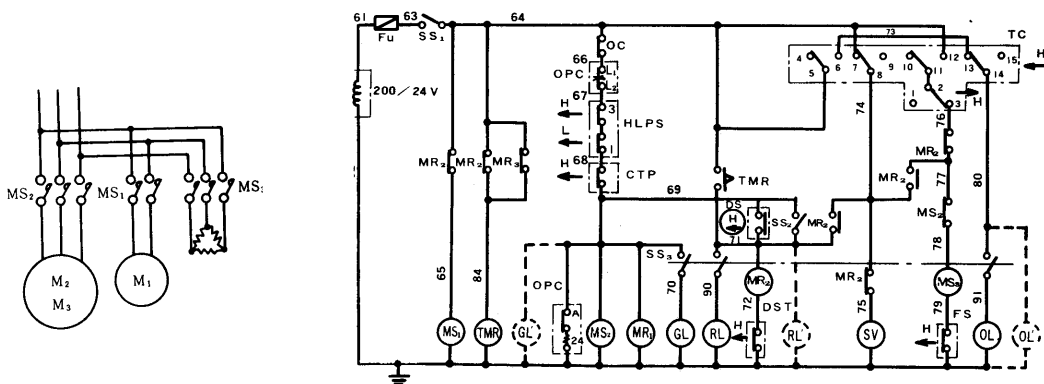 61
Fu
63
SS1
64
200/24V
OC
66
OPC
L1
L2
67
H
3
HLPS
L
1
68
H
CTP
69
MR2
MR2
MR3
65
84
TMR
DS
H
71
SS2
MR2
73
TC
H
4
5
6
7
8
9
10
11
12
13
14
15
1
2
3
H
74
76
MR2
MR2
77
80
MS2
78
MR2
75
79
91
SS3
70
90
MR2
72
DST
H
OPC
A
24
MS1
TMR
GL'
MS2
MR1
GL
RL
RL'
SV
MS3
H
FS
OL
OL'
MS2
MS1
M2
M3
M1